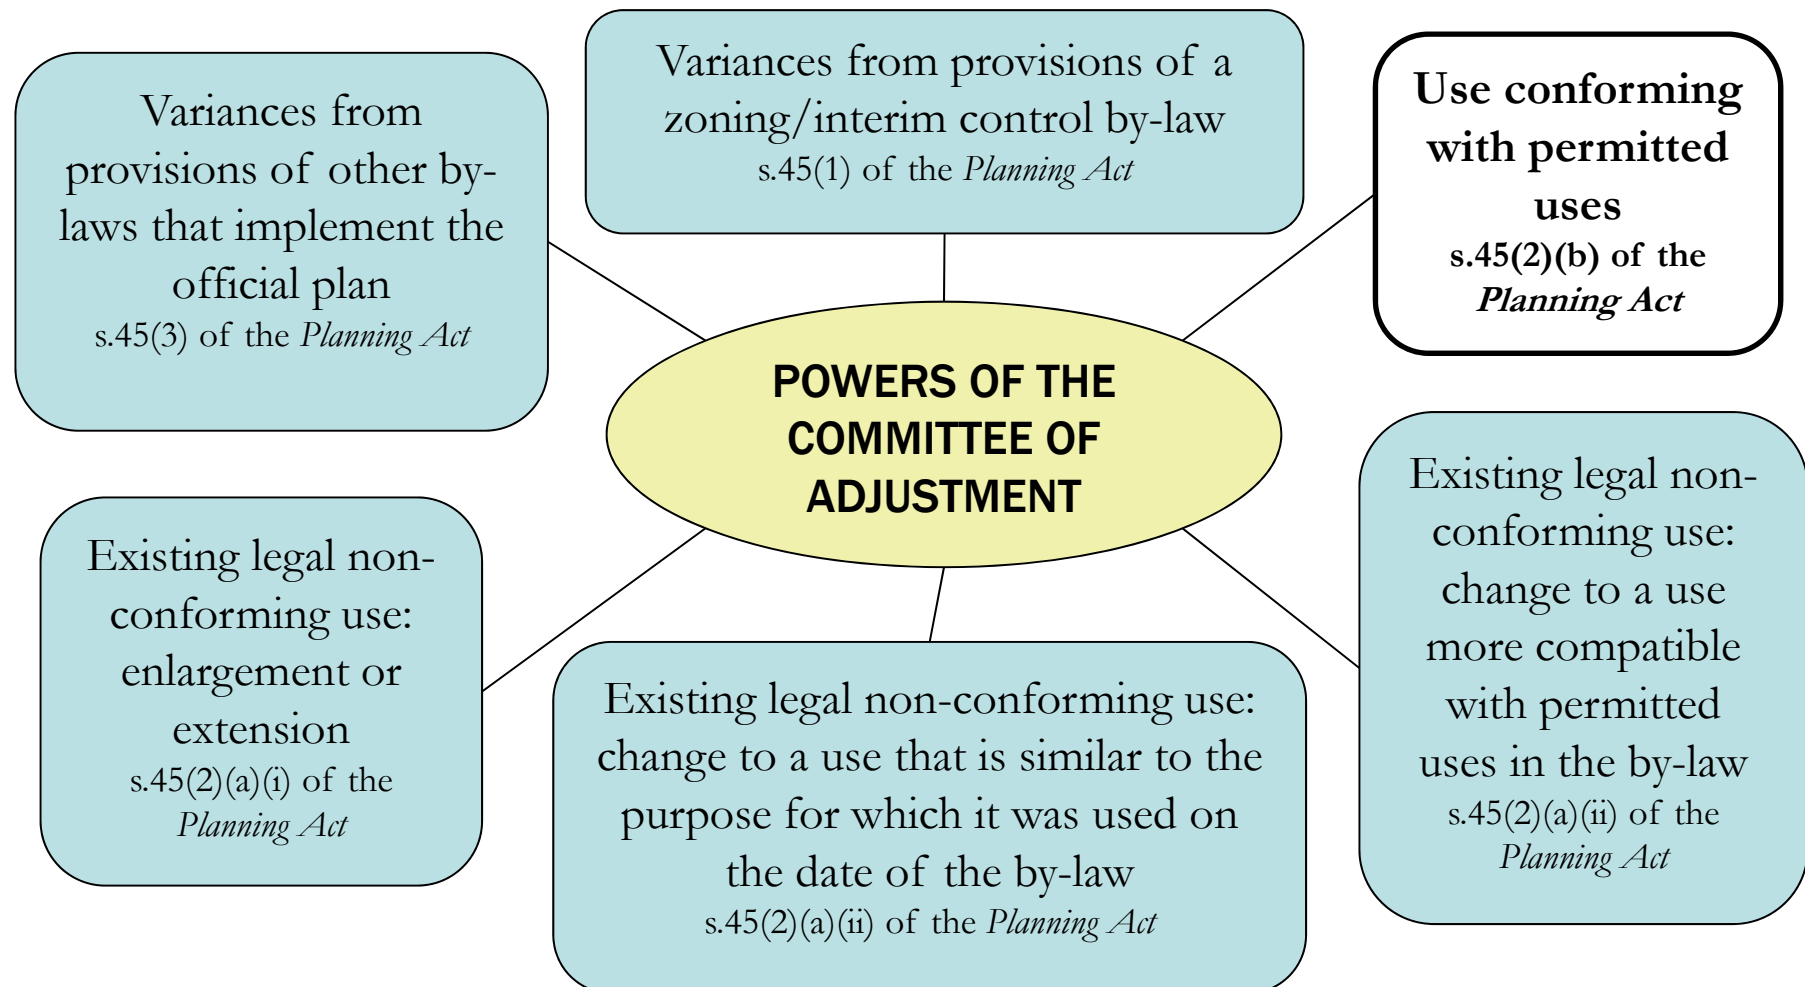 Variances from
provisions of other by-
laws that implement the
official plan
s.45(3) of the Planning Act
Variances from provisions of a
zoning/interim control by-law
s.45(1) of the Planning Act
Use conforming
with permitted
uses
s.45(2)(b) of the
Planning Act
POWERS OF THE
COMMITTEE OF
ADJUSTMENT
Existing legal non-
conforming use:
enlargement or
extension
s.45(2)(a)(i) of the
Planning Act
Existing legal non-conforming use:
change to a use that is similar to the
purpose for which it was used on
the date of the by-law
s.45(2)(a)(ii) of the Planning Act
Existing legal non-
conforming use:
change to a use
more compatible
with permitted
uses in the by-law
s.45(2)(a)(ii) of the
Planning Act